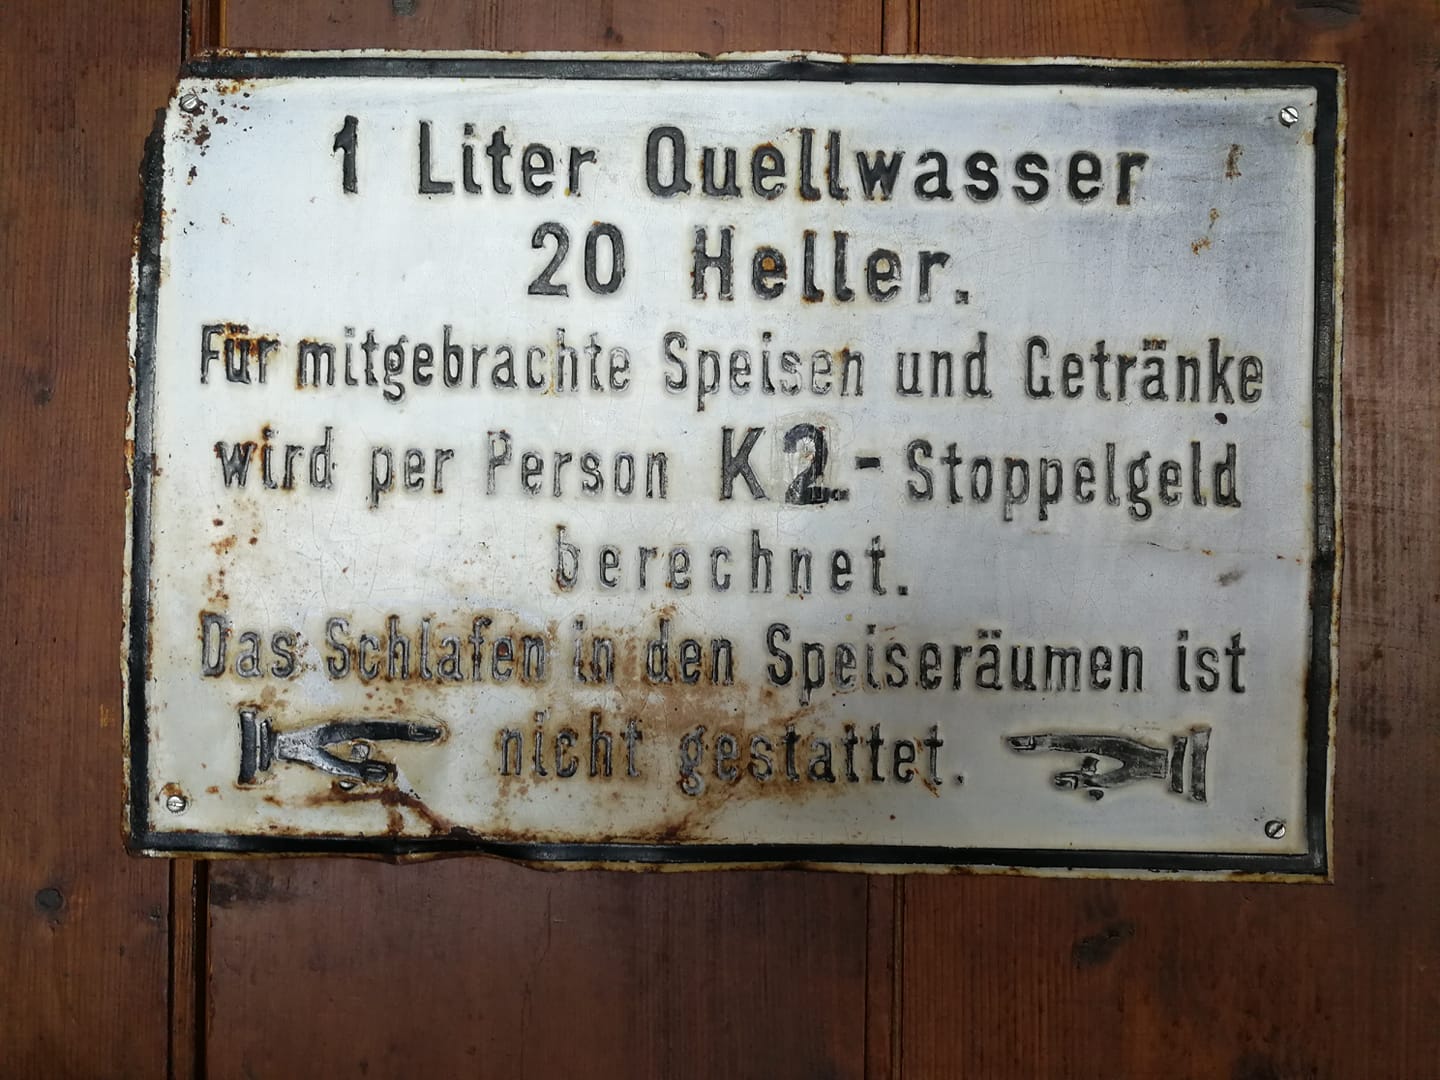 1 Liter Quellwasser
20 Heller.
Für mitgebrachte Speisen und Getränke
wird per Person K 2.- Stoppelgeld
berechnet.
Das Schlafen in den Speiseräumen ist
nicht gestattet.